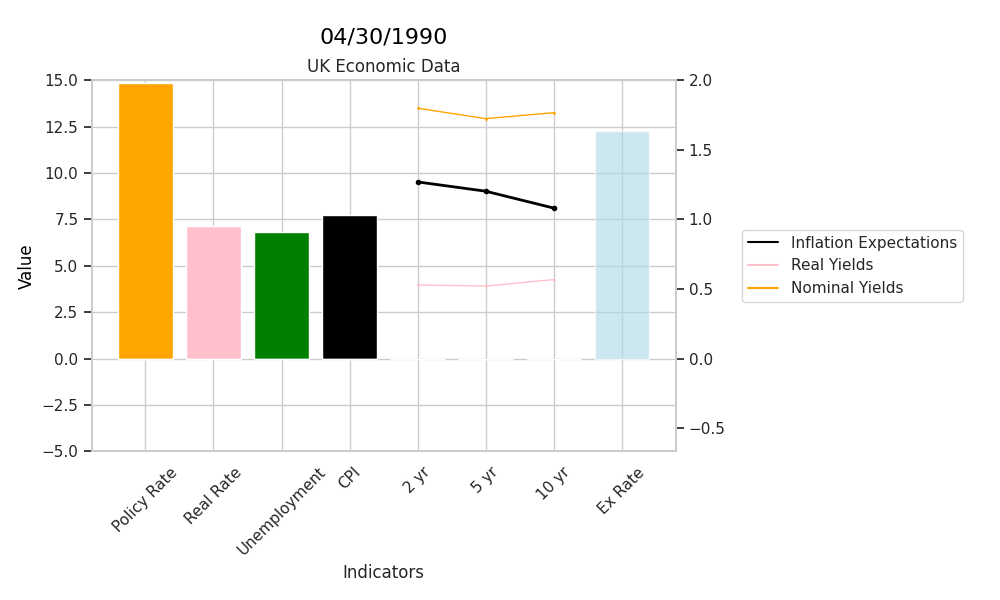 04/30/1990
UK Economic Data
15.0
12.5
10.0
7.5
5.0
2.5
0.0
−2.5
−5.0
Value
2.0
1.5
1.0
0.5
0.0
−0.5
Inflation Expectations
Real Yields
Nominal Yields
Policy Rate
Real Rate
Unemployment
CPI
2 yr
5 yr
10 yr
Ex Rate
Indicators